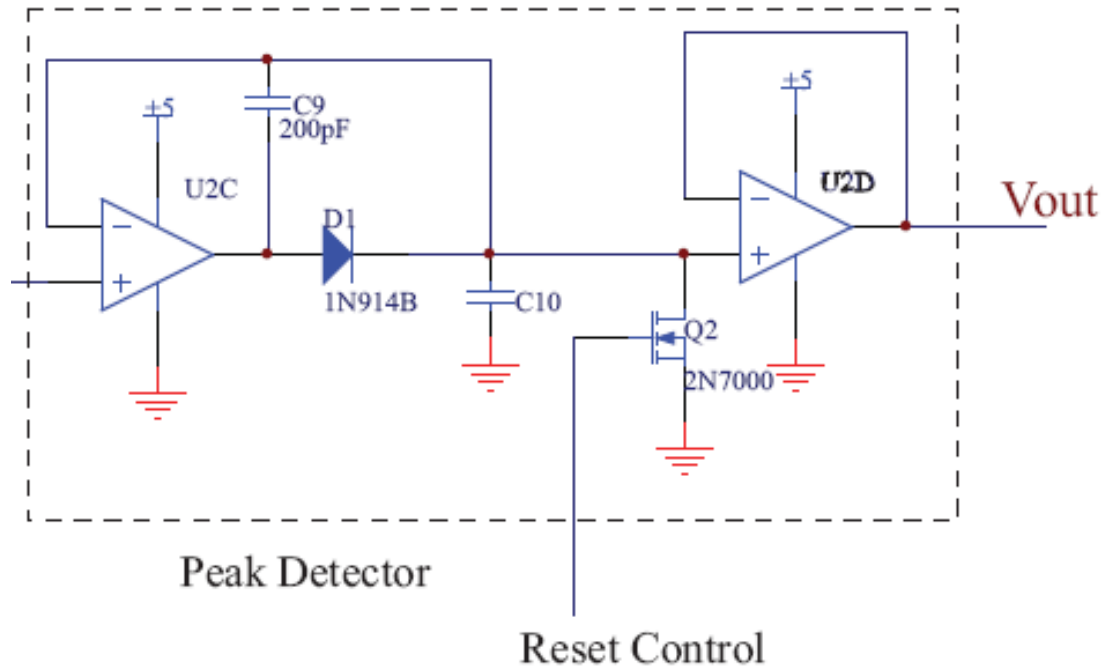 +5
C9
200pF
U2C
−
+
D1
1N914B
C10
+5
U2D
−
+
Vout
Q2
2N7000
Peak Detector
Reset Control